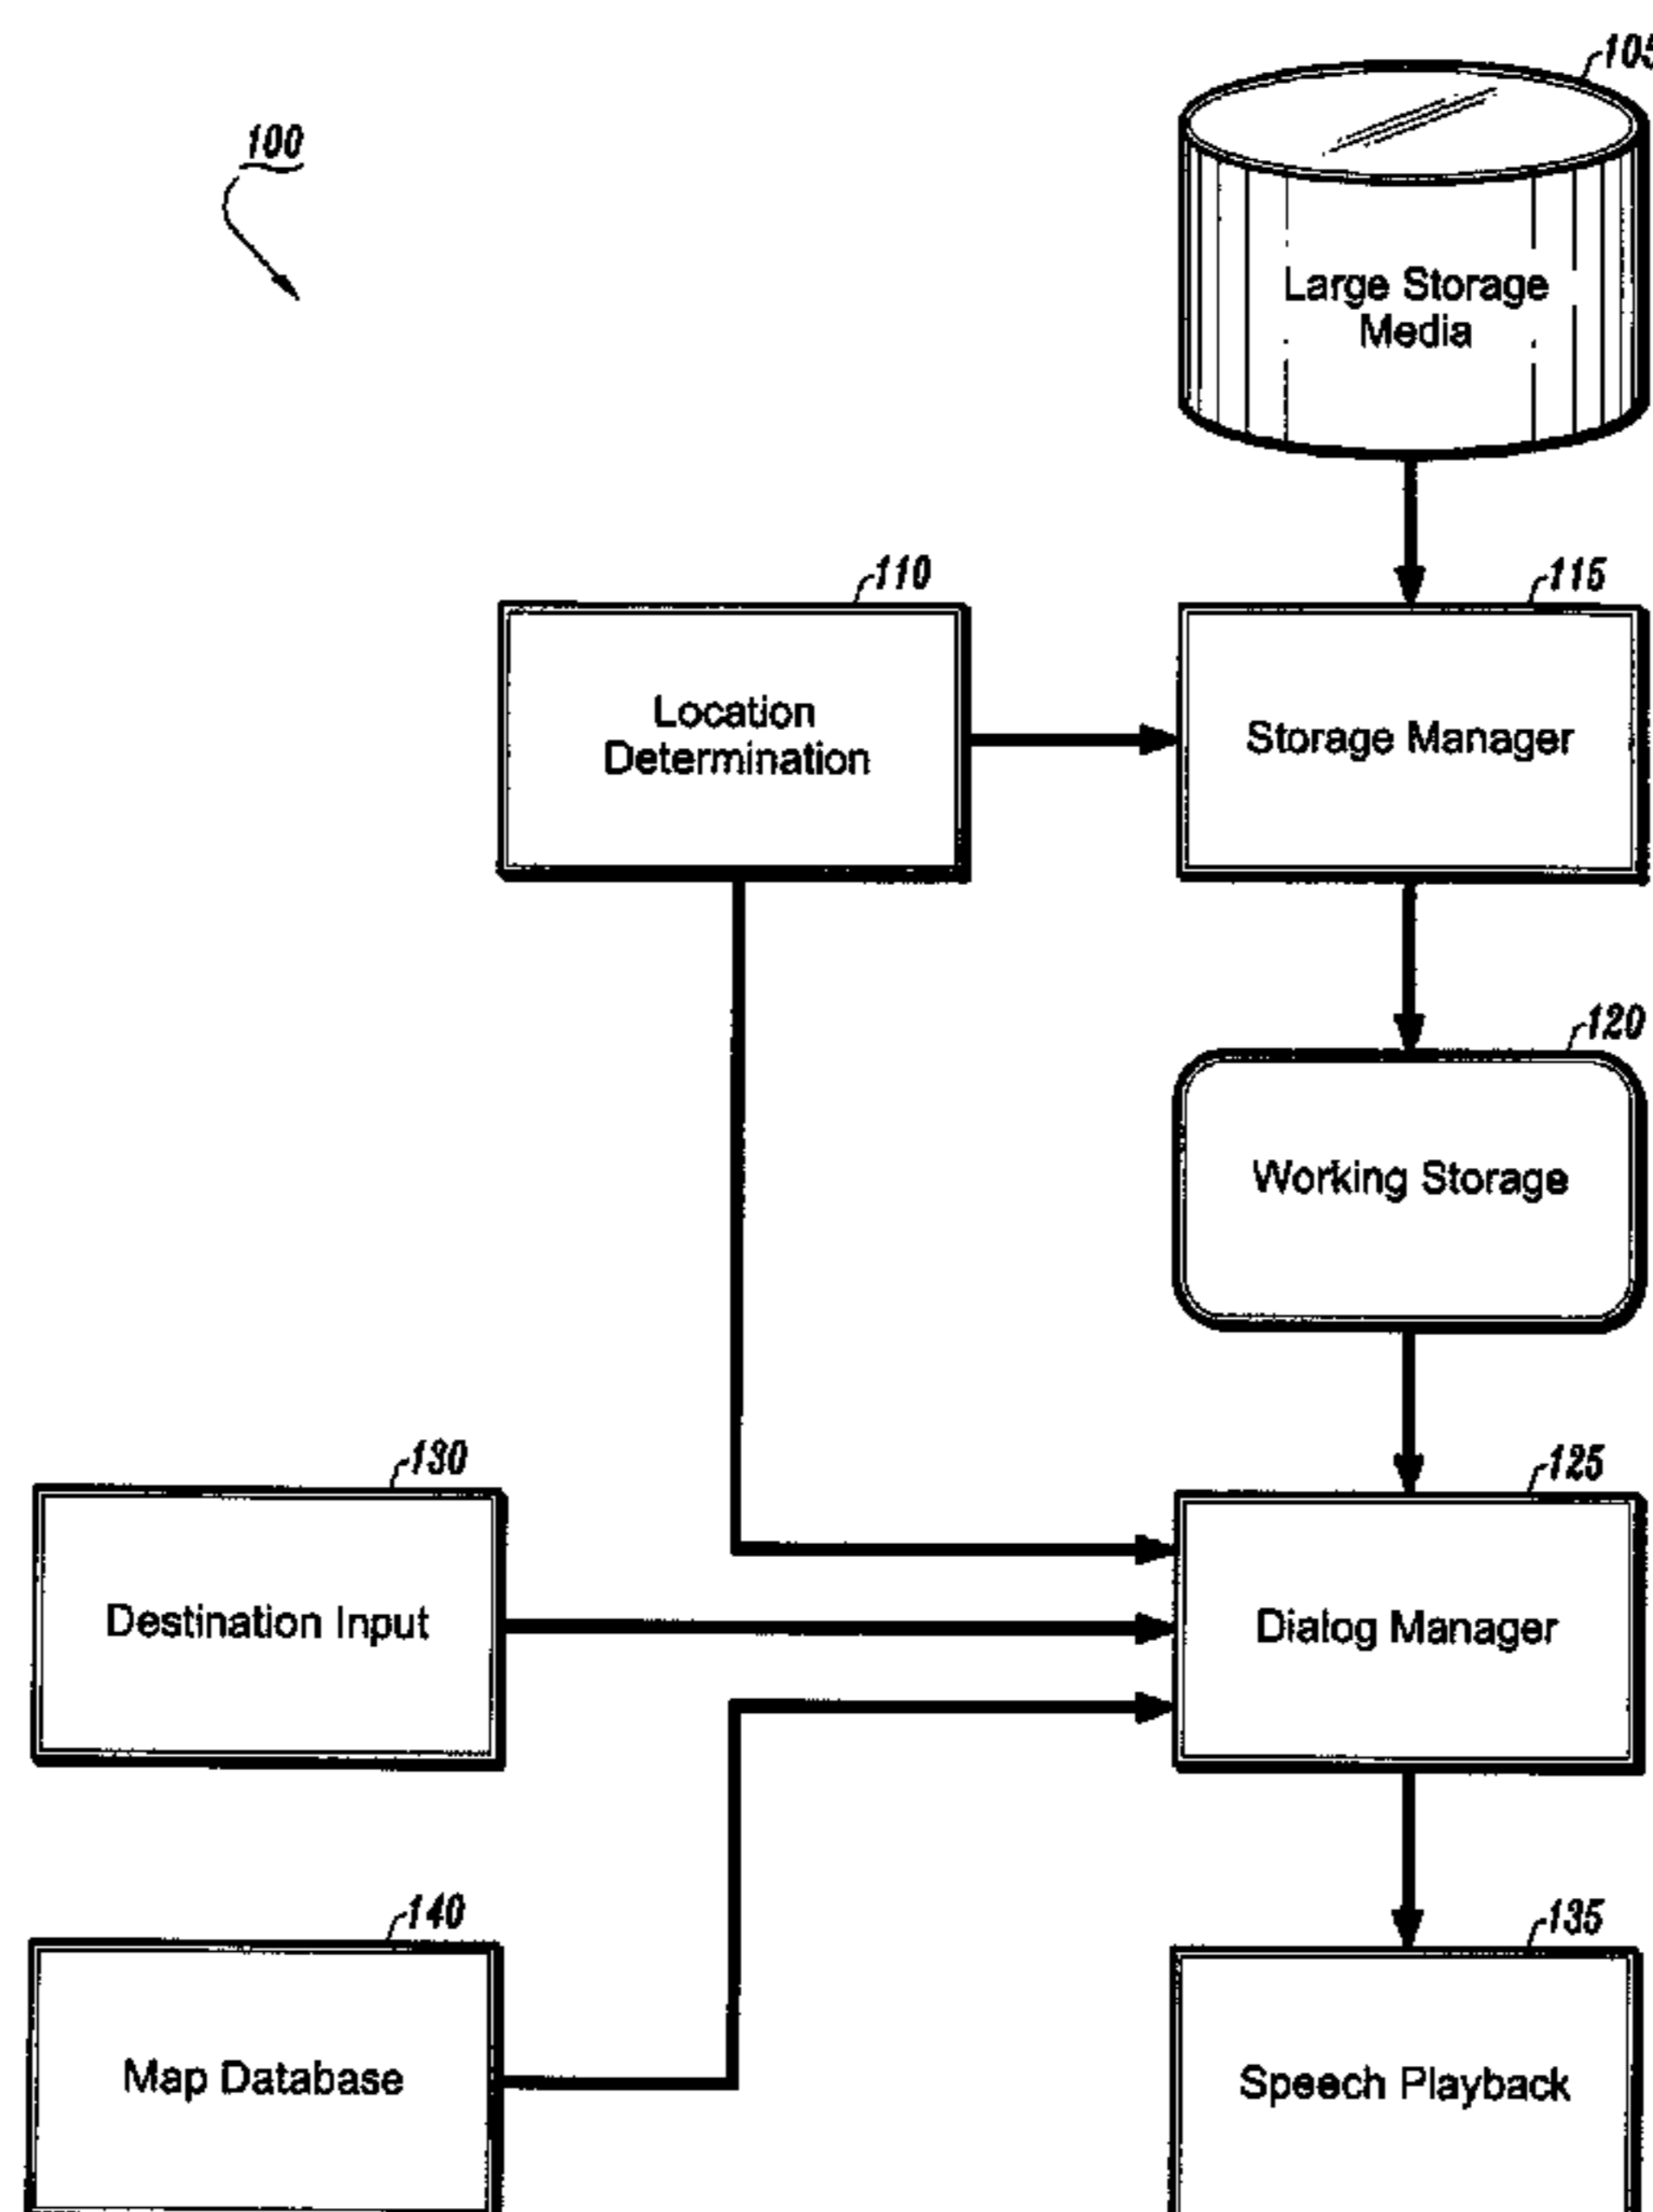 105
100
Large Storage
Media
110
115
Location
Determination
Storage Manager
120
Working Storage
130
125
Destination Input
Dialog Manager
140
135
Map Database
Speech Playback